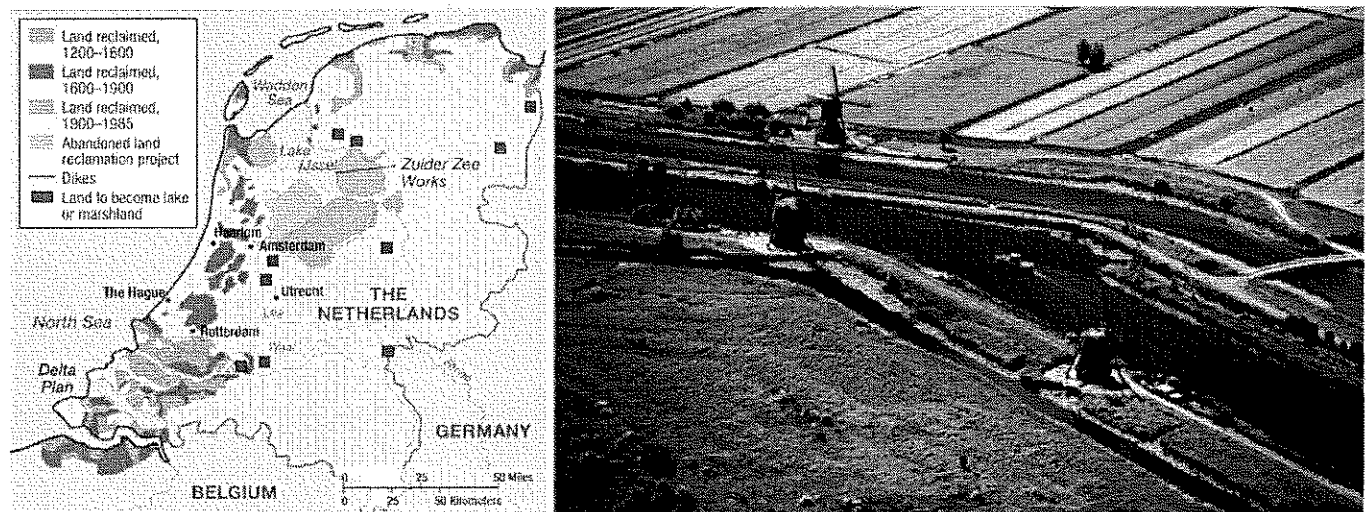 Land reclaimed,
1200–1600
Land reclaimed,
1600–1900
Land reclaimed,
1900–1985
Abandoned land
reclamation project
Dikes
Land to become lake
or marshland
Wadden
Sea
Lake
IJssel
Zuider Zee
Works
Haarlem
Amsterdam
The Hague
Utrecht
THE
NETHERLANDS
North Sea
Rotterdam
Delta
Plan
GERMANY
BELGIUM
0 25 50 Miles
0 25 50 Kilometers